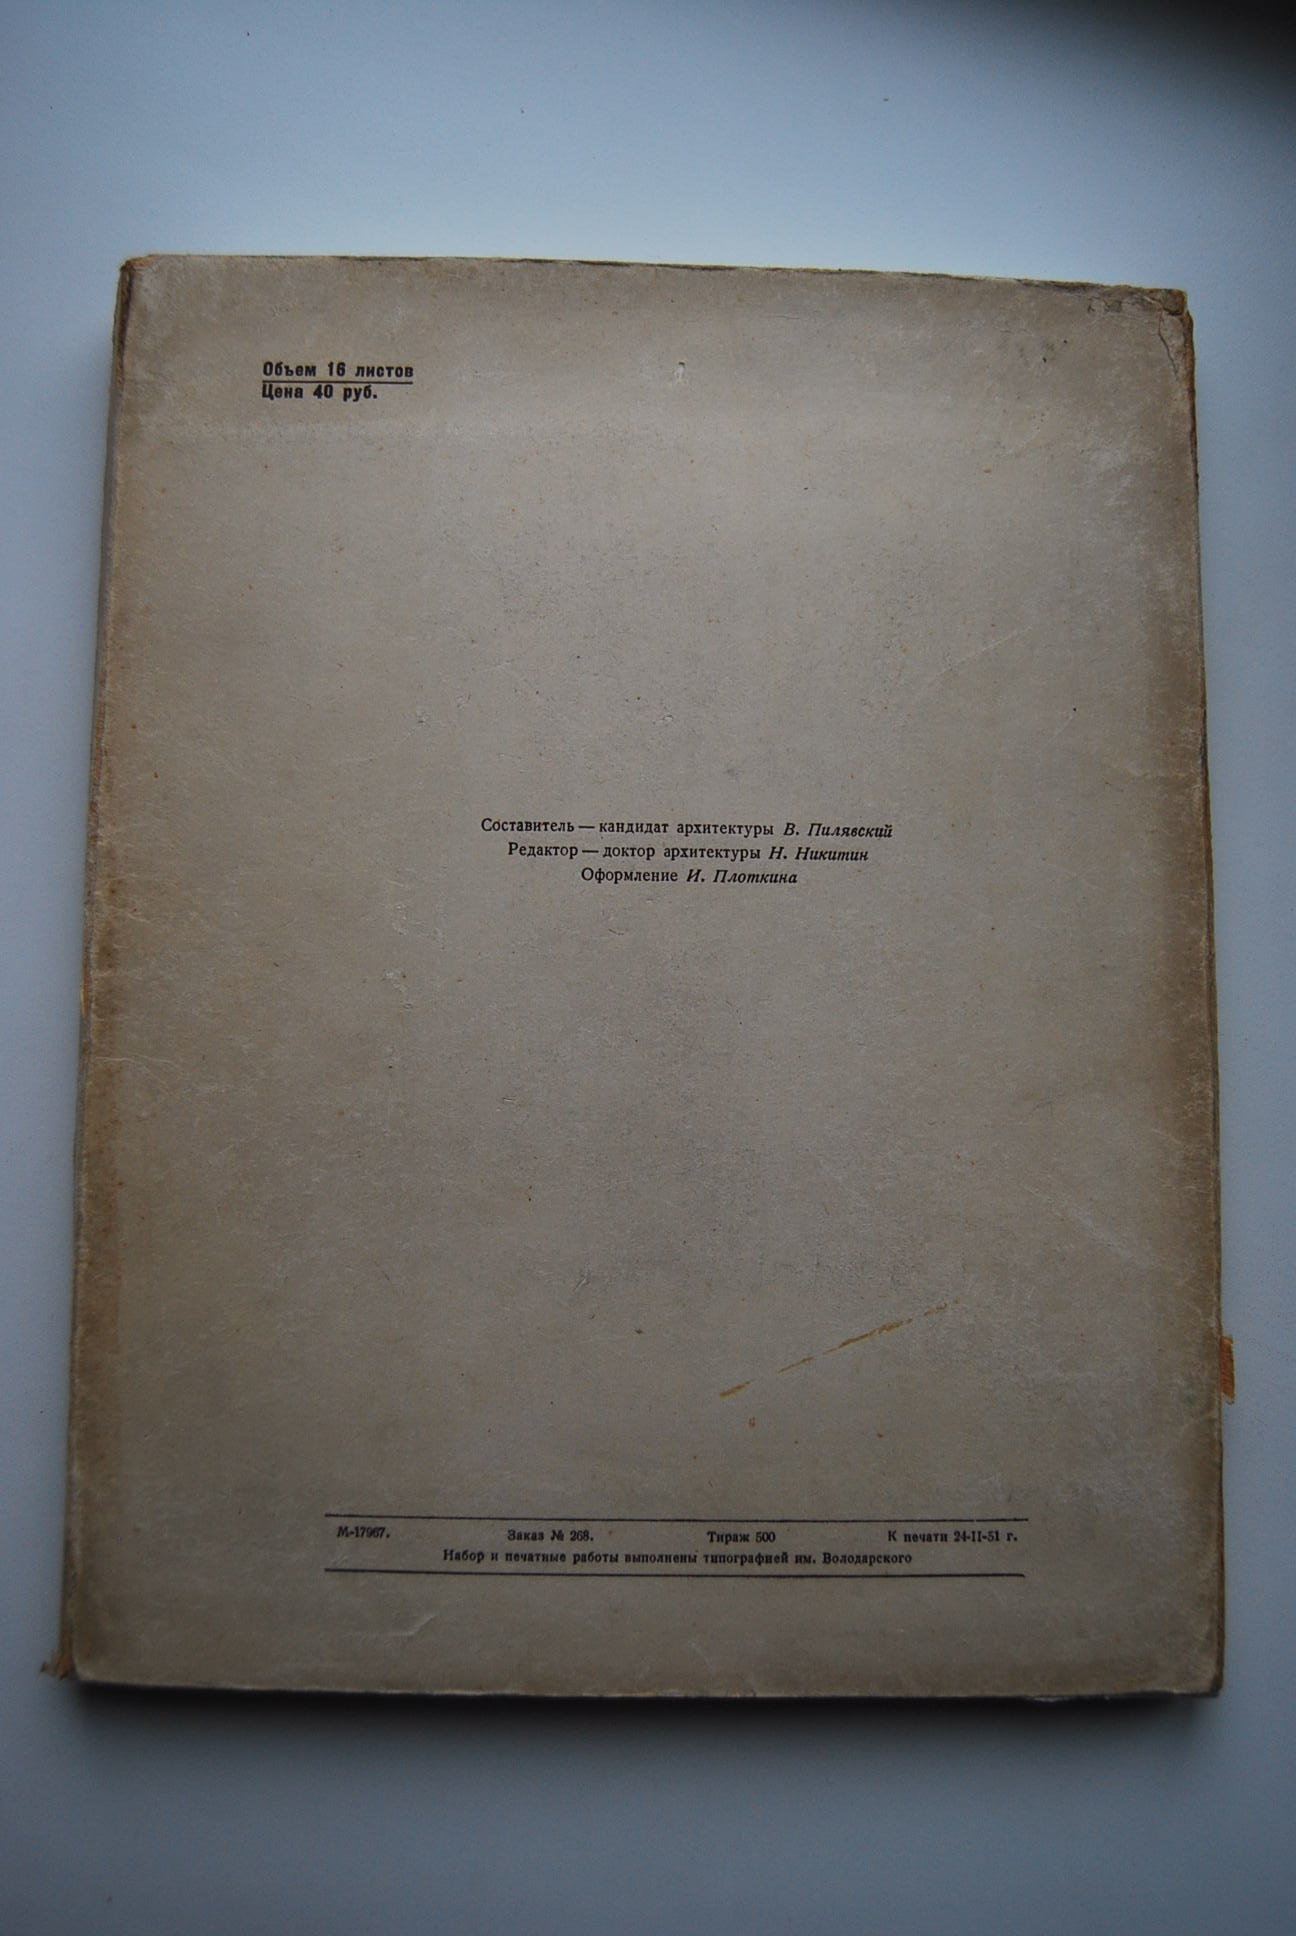 Объем 16 листов
Цена 40 руб.
Составитель — кандидат архитектуры В. Пилявский
Редактор — доктор архитектуры Н. Никитин
Оформление И. Плоткина
М-17967. Заказ № 268. Тираж 500 К печати 24-II-51 г.
Набор и печатные работы выполнены типографией им. Володарского